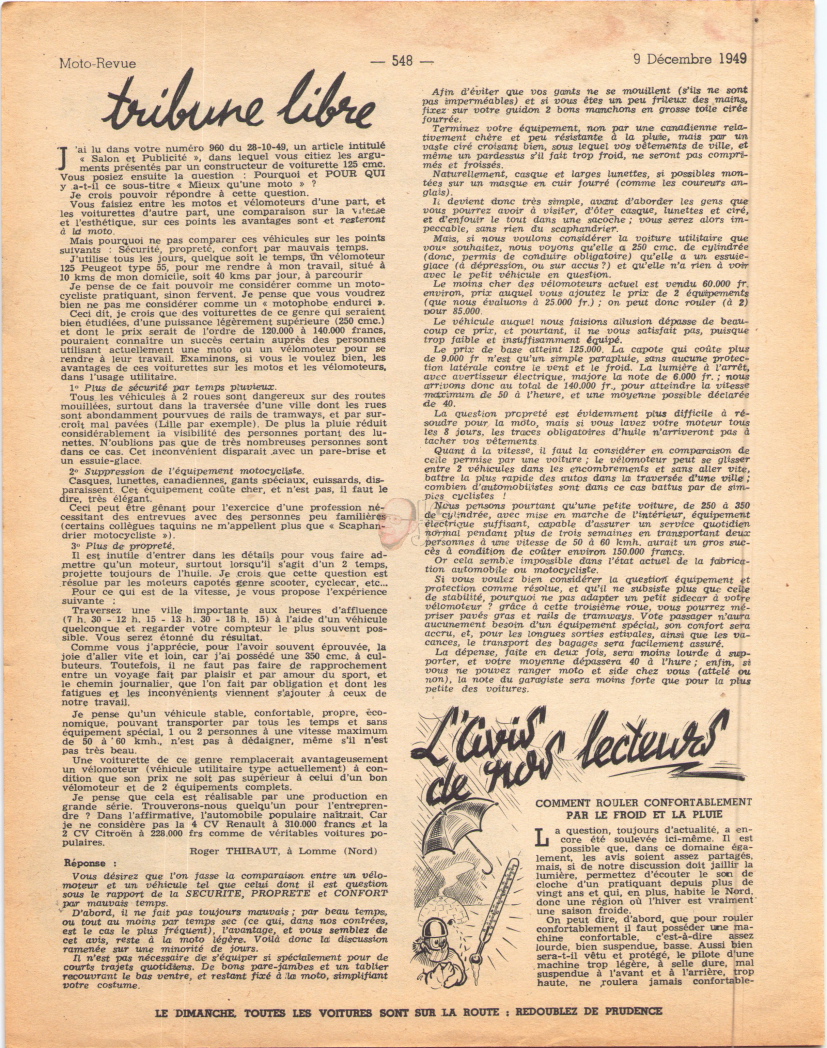 Moto-Revue
— 548 —
9 Décembre 1949
tribune libre
J'ai lu dans votre numéro 960 du 28-10-49, un article intitulé
« Salon et Publicité », dans lequel vous citiez les argu-
ments présentés par un constructeur de voiturette 125 cmc.
Vous posiez ensuite la question : Pourquoi et POUR QUI
y a-t-il ce sous-titre « Mieux qu'une moto » ?
Je crois pouvoir répondre à cette question.
Vous faisiez entre les motos et vélomoteurs d'une part, et
les voiturettes d'autre part, une comparaison sur la vitesse
et l'esthétique, sur ces points les avantages sont et resteront
à la moto.
Mais pourquoi ne pas comparer ces véhicules sur les points
suivants : Sécurité, propreté, confort par mauvais temps.
J'utilise tous les jours, quelque soit le temps, un vélomoteur
125 Peugeot type 55, pour me rendre à mon travail, situé à
10 kms de mon domicile, soit 40 kms par jour, à parcourir
Je pense de ce fait pouvoir me considérer comme un moto-
cycliste pratiquant, sinon fervent. Je pense que vous voudrez
bien ne pas me considérer comme un « motophobe endurci ».
Ceci dit, je crois que des voiturettes de ce genre qui seraient
bien étudiées, d'une puissance légèrement supérieure (250 cmc.)
et dont le prix serait de l'ordre de 120.000 à 140.000 francs,
pouraient connaître un succès certain auprès des personnes
utilisant actuellement une moto ou un vélomoteur pour se
rendre à leur travail. Examinons, si vous le voulez bien, les
avantages de ces voiturettes sur les motos et les vélomoteurs,
dans l'usage utilitaire.
1° Plus de sécurité par temps pluvieux.
Tous les véhicules à 2 roues sont dangereux sur des routes
mouillées, surtout dans la traversée d'une ville dont les rues
sont abondamment pourvues de rails de tramways, et par sur-
croît mal pavées (Lille par exemple). De plus la pluie réduit
considérablement la visibilité des personnes portant des lu-
nettes. N'oublions pas que de très nombreuses personnes sont
dans ce cas. Cet inconvénient disparait avec un pare-brise et
un essuie-glace.
2° Suppression de l'équipement motocycliste.
Casques, lunettes, canadiennes, gants spéciaux, cuissards, dis-
paraissent. Cet équipement coûte cher, et n'est pas, il faut le
dire, très élégant.
Ceci peut être gênant pour l'exercice d'une profession né-
cessitant des entrevues avec des personnes peu familières
(certains collègues taquins ne m'appellent plus que « Scaphan-
drier motocycliste »).
3° Plus de propreté.
Il est inutile d'entrer dans les détails pour vous faire ad-
mettre qu'un moteur, surtout lorsqu'il s'agit d'un 2 temps,
projette toujours de l'huile. Je crois que cette question est
résolue par les moteurs capotés genre scooter, cyclecar, etc...
Pour ce qui est de la vitesse, je vous propose l'expérience
suivante :
Traversez une ville importante aux heures d'affluence
(7 h. 30 - 12 h. 15 - 13 h. 30 - 18 h. 15) à l'aide d'un véhicule
quelconque et regarder votre compteur le plus souvent pos-
sible. Vous serez étonné du résultat.
Comme vous l'apprécie, pour l'avoir souvent éprouvée, la
joie d'aller vite et loin, car j'ai possédé une 350 cmc. à cul-
buteurs. Toutefois, il ne faut pas faire de rapprochement
entre un voyage fait par plaisir et par amour du sport, et
le chemin journalier, que l'on fait par obligation et dont les
fatigues et les inconvénients viennent s'ajouter à ceux de
notre travail.
Je pense qu'un véhicule stable, confortable, propre, éco-
nomique, pouvant transporter par tous les temps et sans
équipement spécial, 1 ou 2 personnes à une vitesse maximum
de 50 à 60 kmh., n'est pas à dédaigner, même s'il n'est
pas très beau.
Une voiturette de ce genre remplacerait avantageusement
un vélomoteur (véhicule utilitaire type actuellement) à con-
dition que son prix ne soit pas supérieur à celui d'un bon
vélomoteur et de 2 équipements complets.
Je pense que cela est réalisable par une production en
grande série. Trouverons-nous quelqu'un pour l'entrepren-
dre ? Dans l'affirmative, l'automobile populaire naîtrait. Car
je ne considère pas la 4 CV Renault à 310.000 francs et la
2 CV Citroën à 228.000 frs comme de véritables voitures po-
pulaires.
Roger THIBAUT, à Lomme (Nord)
Réponse :
Vous désirez que l'on fasse la comparaison entre un vélo-
moteur et un véhicule tel que celui dont il est question
sous le rapport de la SECURITE, PROPRETE et CONFORT
par mauvais temps.
D'abord, il ne fait pas toujours mauvais ; par beau temps,
ou tout au moins par temps sec (ce qui, dans nos contrées,
est le cas le plus fréquent), l'avantage, et vous semblez de
cet avis, reste à la moto légère. Voilà donc la discussion
ramenée sur une minorité de jours.
Il n'est pas nécessaire de s'équiper si spécialement pour de
courts trajets quotidiens. De bons pare-jambes et un tablier
recouvrant le bas ventre, et restant fixé à la moto, simplifiant
votre costume.
Afin d'éviter que vos gants ne se mouillent (s'ils ne sont
pas imperméables) et si vous êtes un peu frileux des mains,
fixez sur votre guidon 2 bons manchons en grosse toile cirée
fourrée.
Terminez votre équipement, non par une canadienne rela-
tivement chère et peu résistante à la pluie, mais par un
vaste ciré croisant bien, sous lequel vos vêtements de ville, et
même un pardessus s'il fait trop froid, ne seront pas compri-
més et froissés.
Naturellement, casque et larges lunettes, si possibles mon-
tées sur un masque en cuir fourré (comme les coureurs an-
glais).
Il devient donc très simple, avant d'aborder les gens que
vous pourrez avoir à visiter, d'ôter casque, lunettes et ciré,
et d'enfouir le tout dans une sacoche ; vous serez alors im-
peccable, sans rien du scaphandrier.
Mais, si nous voulons considérer la voiture utilitaire que
vous souhaitez, nous voyons qu'elle a 250 cmc. de cylindrée
(donc, permis de conduire obligatoire) qu'elle a un essuie-
glace (à dépression, ou sur accus ?) et qu'elle n'a rien à voir
avec le petit véhicule en question.
Le moins cher des vélomoteurs actuels est vendu 60.000 fr.
environ, prix auquel vous ajoutez le prix de 2 équipements
(que nous évaluons à 25.000 fr.) ; on peut donc rouler (à 2)
pour 85.000.
Le véhicule auquel nous faisions allusion dépasse de beau-
coup ce prix, et pourtant, il ne vous satisfait pas, puisque
trop faible et insuffisamment équipé.
Le prix de base atteint 125.000. La capote qui coûte plus
de 9.000 fr n'est qu'un simple parapluie, sans aucune protec-
tion latérale contre le vent et le froid. La lumière à l'arrêt,
avec avertisseur électrique, majore la note de 6.000 fr. ; nous
arrivons donc au total de 140.000 fr., pour atteindre la vitesse
maximum de 50 à l'heure, et une moyenne possible déclarée
de 40.
La question propreté est évidemment plus difficile à ré-
soudre pour la moto, mais si vous lavez votre moteur tous
les 8 jours, les traces obligatoires d'huile n'arriveront pas à
tacher vos vêtements
Quant à la vitesse, il faut la considérer en comparaison de
celle permise par une voiture ; le vélomoteur peut se glisser
entre 2 véhicules dans les encombrements et sans aller vite,
battre la plus rapide des autos dans la traversée d'une ville ;
combien d'automobilistes sont dans ce cas battus par de sim-
ples cyclistes !
Nous pensons pourtant qu'une petite voiture, de 250 à 350
de cylindrée, avec mise en marche de l'intérieur, équipement
électrique suffisant, capable d'assurer un service quotidien
normal pendant plus de trois semaines en transportant deux
personnes à une vitesse de 50 à 60 kmh. aurait un gros suc-
cès à condition de coûter environ 150.000 francs.
Or cela semble impossible dans l'état actuel de la fabrica-
tion automobile ou motocycliste.
Si vous voulez bien considérer la question équipement et
protection comme résolue, et qu'il ne subsiste plus que celle
de stabilité, pourquoi ne pas adapter un petit sidecar à votre
vélomoteur ? grâce à cette troisième roue, vous pourrez mé-
priser pavés gras et rails de tramways. Vote passager n'aura
aucunement besoin d'un équipement spécial, son confort sera
accru, et, pour les longues sorties estivales, ainsi que les va-
cances, le transport des bagages sera facilement assuré.
La dépense, faite en deux fois, sera moins lourde à sup-
porter, et votre moyenne dépassera 40 à l'hure ; enfin, si
vous ne pouvez ranger moto et side chez vous (attelé ou
non), la note du garagiste sera moins forte que pour la plus
petite des voitures.
L'Avis
de nos lecteurs
COMMENT ROULER CONFORTABLEMENT
PAR LE FROID ET LA PLUIE
La question, toujours d'actualité, a en-
core été soulevée ici-même. Il est
possible que, dans ce domaine éga-
lement, les avis soient assez partagés,
mais, si de notre discussion doit jaillir la
lumière, permettez d'écouter le son de
cloche d'un pratiquant depuis plus de
vingt ans et qui, en plus, habite le Nord,
donc une région où l'hiver est vraiment
une saison froide.
On peut dire, d'abord, que pour rouler
confortablement il faut posséder une ma-
chine confortable, c'est-à-dire assez
lourde, bien suspendue, basse. Aussi bien
sera-t-il vêtu et protégé, le pilote d'une
machine trop légère, à selle dure, mal
suspendue à l'avant et à l'arrière, trop
haute, ne roulera jamais confortable-
LE DIMANCHE, TOUTES LES VOITURES SONT SUR LA ROUTE : REDOUBLEZ DE PRUDENCE